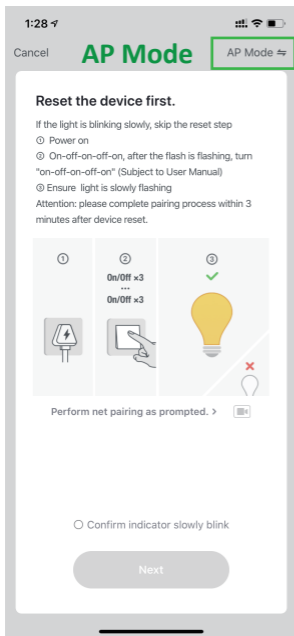 1:28
Cancel
AP Mode
AP Mode ⇋
Reset the device first.
If the light is blinking slowly, skip the reset step
① Power on
② On-off-on-off-on, after the flash is flashing, turn
"on-off-on-off-on" (Subject to User Manual)
③ Ensure light is slowly flashing
Attention: please complete pairing process within 3
minutes after device reset.
①
②
On/Off ×3
...
On/Off ×3
③
Perform net pairing as prompted. >
Confirm indicator slowly blink
Next